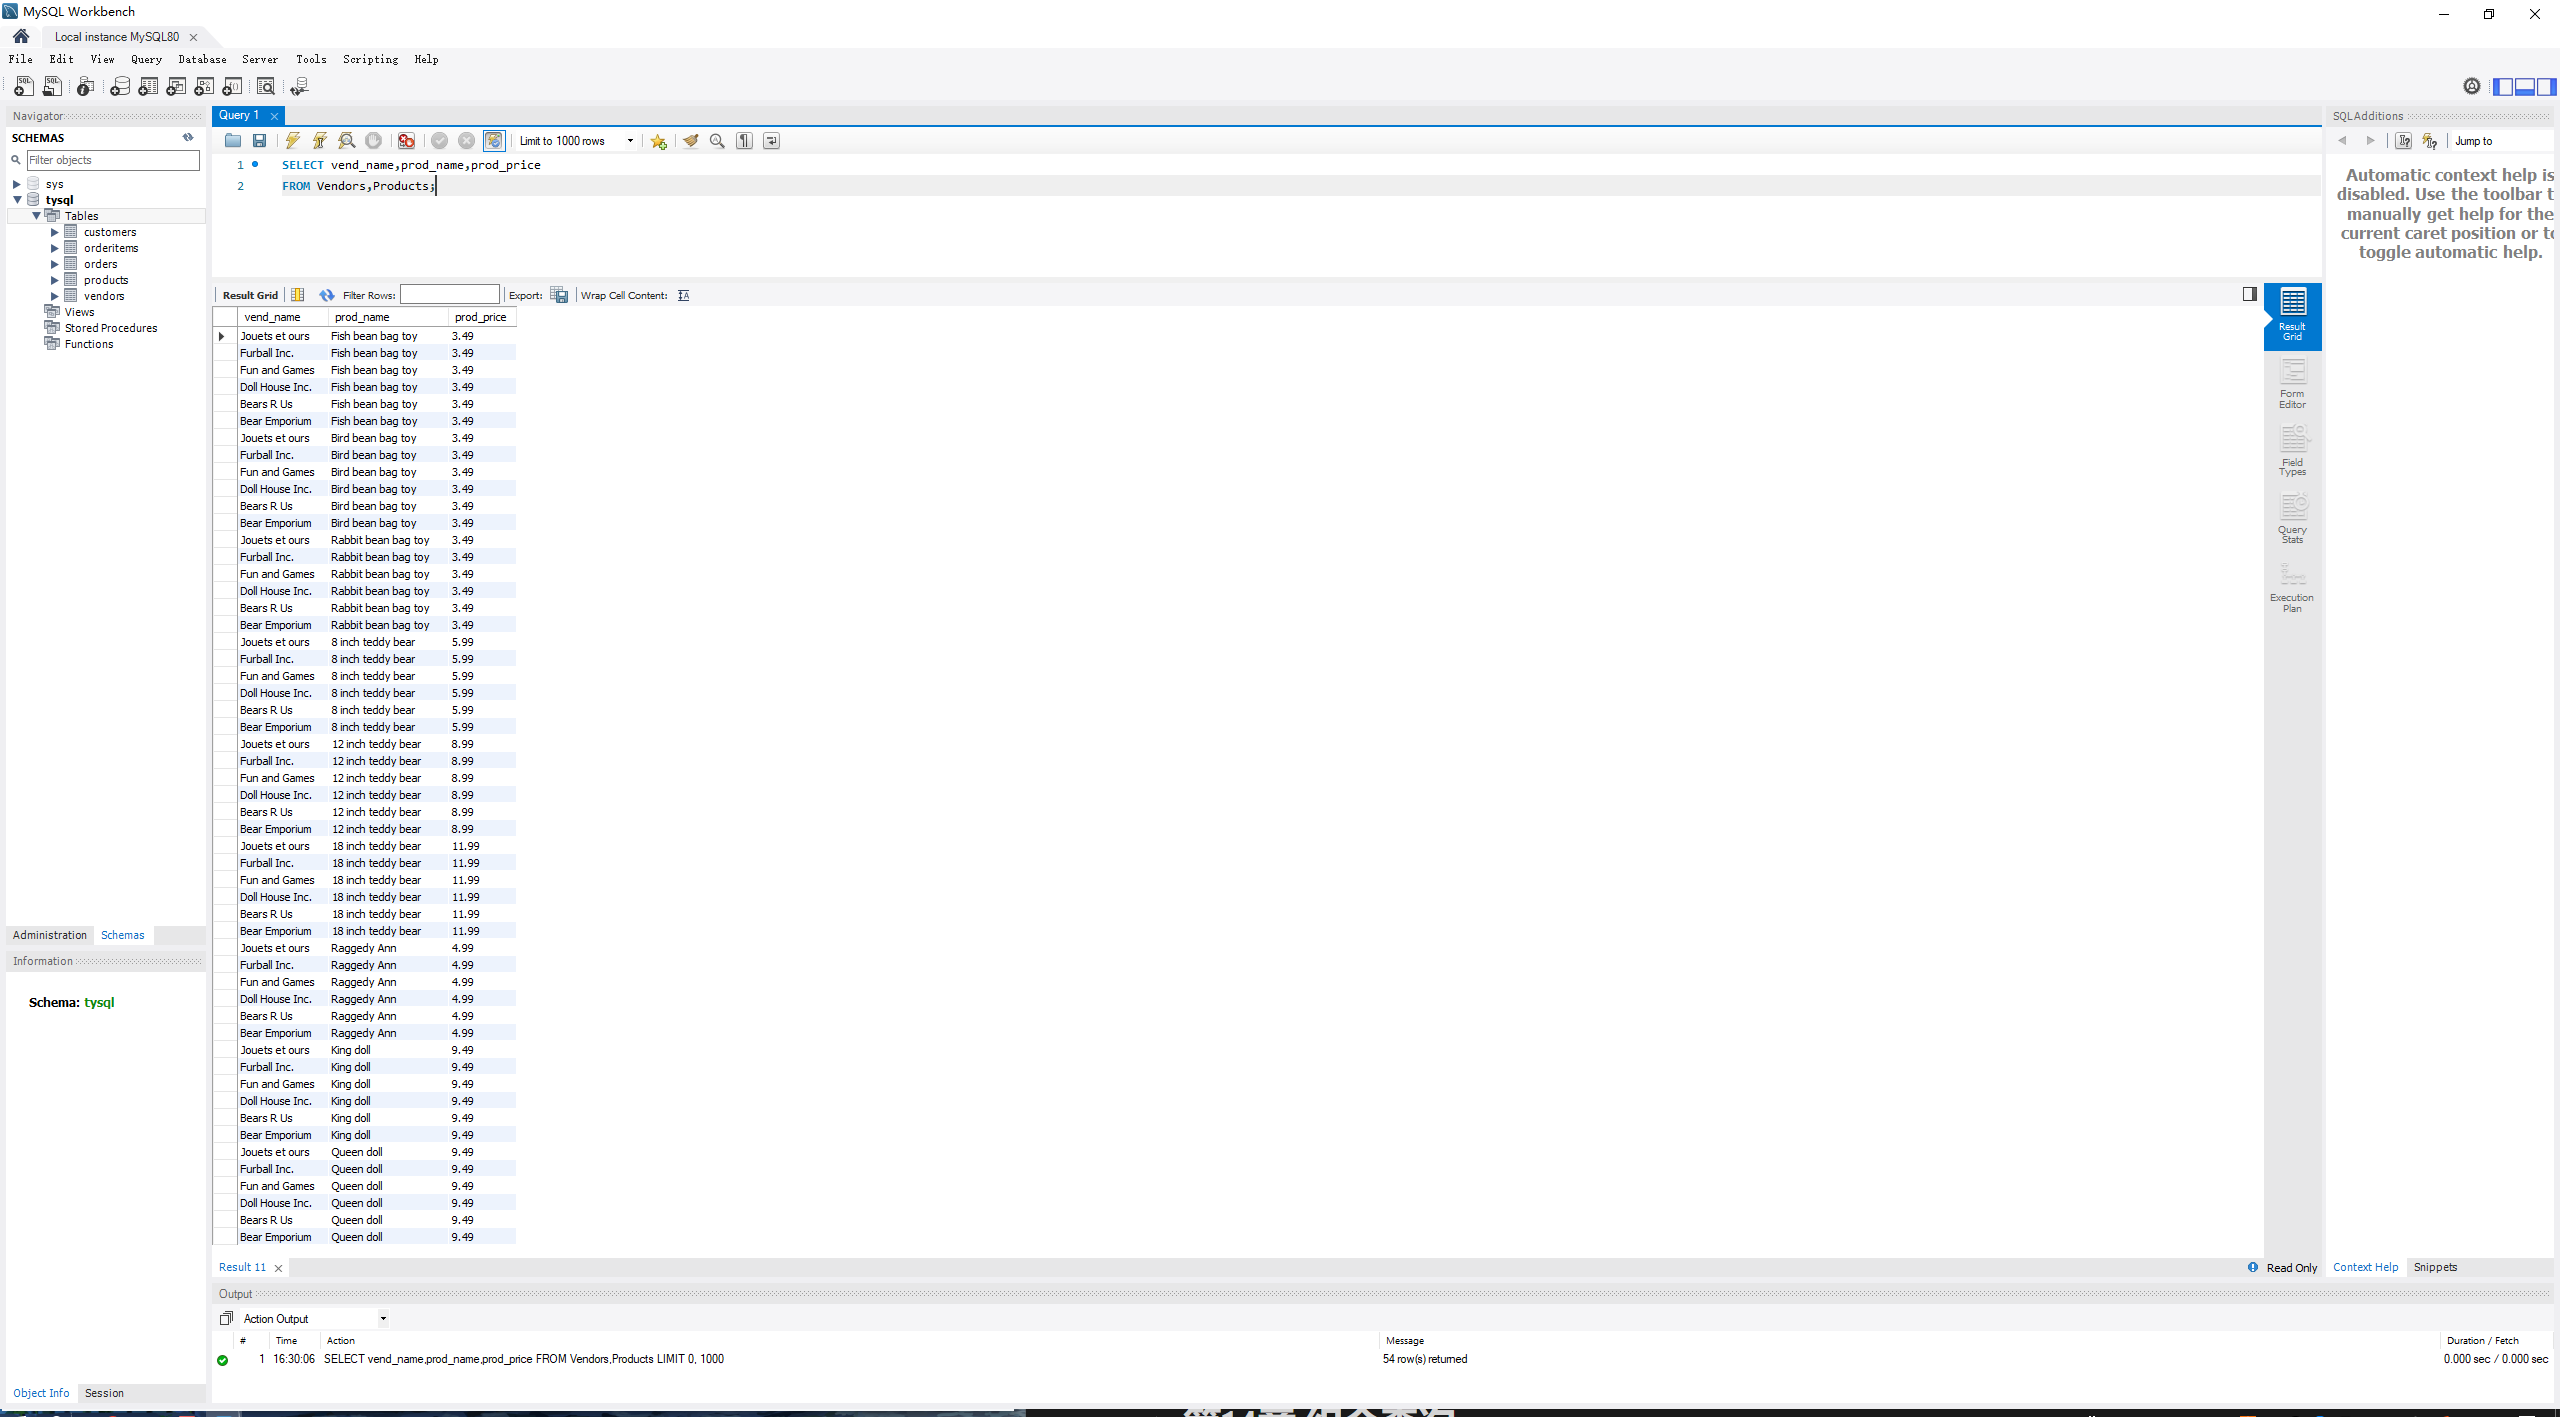 MySQL Workbench
Local instance MySQL80
File Edit View Query Database Server Tools Scripting Help
Navigator
SCHEMAS
Filter objects
sys
tysql
Tables
customers
orderitems
orders
products
vendors
Views
Stored Procedures
Functions
Administration Schemas
Information
Schema: tysql
Object Info Session
Query 1
Limit to 1000 rows
1 SELECT vend_name,prod_name,prod_price
2 FROM Vendors,Products;
Result Grid Filter Rows: Export: Wrap Cell Content:
vend_name prod_name prod_price
Jouets et ours Fish bean bag toy 3.49
Furball Inc. Fish bean bag toy 3.49
Fun and Games Fish bean bag toy 3.49
Doll House Inc. Fish bean bag toy 3.49
Bears R Us Fish bean bag toy 3.49
Bear Emporium Fish bean bag toy 3.49
Jouets et ours Bird bean bag toy 3.49
Furball Inc. Bird bean bag toy 3.49
Fun and Games Bird bean bag toy 3.49
Doll House Inc. Bird bean bag toy 3.49
Bears R Us Bird bean bag toy 3.49
Bear Emporium Bird bean bag toy 3.49
Jouets et ours Rabbit bean bag toy 3.49
Furball Inc. Rabbit bean bag toy 3.49
Fun and Games Rabbit bean bag toy 3.49
Doll House Inc. Rabbit bean bag toy 3.49
Bears R Us Rabbit bean bag toy 3.49
Bear Emporium Rabbit bean bag toy 3.49
Jouets et ours 8 inch teddy bear 5.99
Furball Inc. 8 inch teddy bear 5.99
Fun and Games 8 inch teddy bear 5.99
Doll House Inc. 8 inch teddy bear 5.99
Bears R Us 8 inch teddy bear 5.99
Bear Emporium 8 inch teddy bear 5.99
Jouets et ours 12 inch teddy bear 8.99
Furball Inc. 12 inch teddy bear 8.99
Fun and Games 12 inch teddy bear 8.99
Doll House Inc. 12 inch teddy bear 8.99
Bears R Us 12 inch teddy bear 8.99
Bear Emporium 12 inch teddy bear 8.99
Jouets et ours 18 inch teddy bear 11.99
Furball Inc. 18 inch teddy bear 11.99
Fun and Games 18 inch teddy bear 11.99
Doll House Inc. 18 inch teddy bear 11.99
Bears R Us 18 inch teddy bear 11.99
Bear Emporium 18 inch teddy bear 11.99
Jouets et ours Raggedy Ann 4.99
Furball Inc. Raggedy Ann 4.99
Fun and Games Raggedy Ann 4.99
Doll House Inc. Raggedy Ann 4.99
Bears R Us Raggedy Ann 4.99
Bear Emporium Raggedy Ann 4.99
Jouets et ours King doll 9.49
Furball Inc. King doll 9.49
Fun and Games King doll 9.49
Doll House Inc. King doll 9.49
Bears R Us King doll 9.49
Bear Emporium King doll 9.49
Jouets et ours Queen doll 9.49
Furball Inc. Queen doll 9.49
Fun and Games Queen doll 9.49
Doll House Inc. Queen doll 9.49
Bears R Us Queen doll 9.49
Bear Emporium Queen doll 9.49
Result 11
Read Only
Result
Grid
Form
Editor
Field
Types
Query
Stats
Execution
Plan
Output
Action Output
# Time Action Message Duration / Fetch
1 16:30:06 SELECT vend_name,prod_name,prod_price FROM Vendors,Products LIMIT 0, 1000 54 row(s) returned 0.000 sec / 0.000 sec
SQLAdditions
Jump to
Automatic context help is
disabled. Use the toolbar t
manually get help for the
current caret position or to
toggle automatic help.
Context Help Snippets